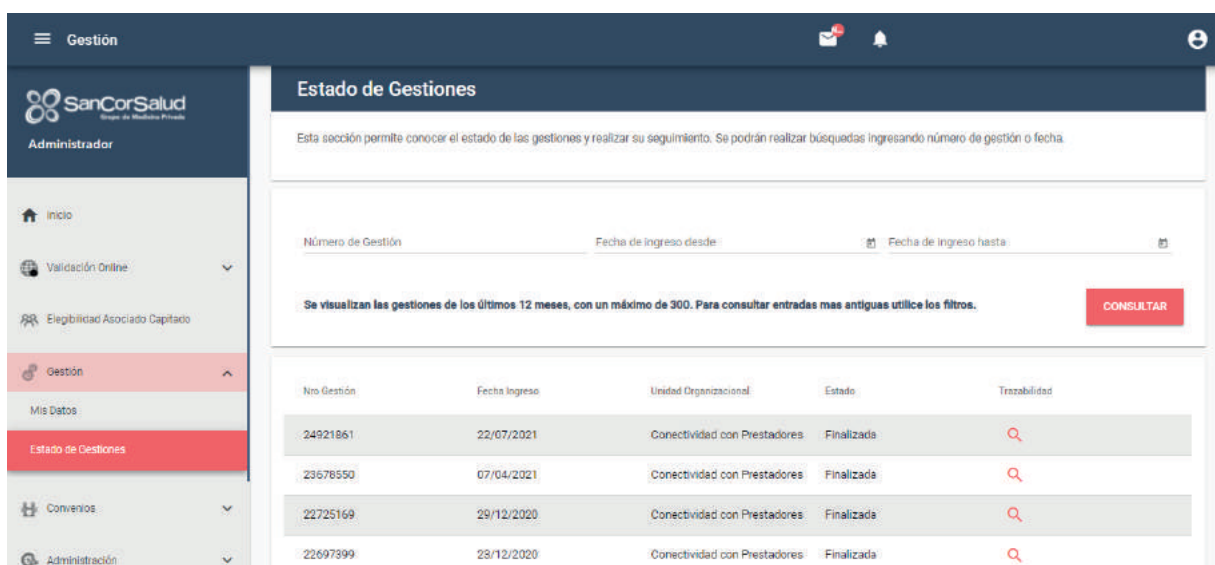 Gestión
SanCorSalud
Grupo de Medicina Privada
Administrador
Inicio
Validación Online
Elegibilidad Asociado Capitado
Gestión
Mis Datos
Estado de Gestiones
Convenios
Administración
Estado de Gestiones
Esta sección permite conocer el estado de las gestiones y realizar su seguimiento. Se podrán realizar búsquedas ingresando número de gestión o fecha.
Número de Gestión Fecha de ingreso desde Fecha de ingreso hasta
Se visualizan las gestiones de los últimos 12 meses, con un máximo de 300. Para consultar entradas mas antiguas utilice los filtros.
CONSULTAR
Nro Gestión Fecha Ingreso Unidad Organizacional Estado Trazabilidad
24921861 22/07/2021 Conectividad con Prestadores Finalizada
23678550 07/04/2021 Conectividad con Prestadores Finalizada
22725169 29/12/2020 Conectividad con Prestadores Finalizada
22697399 23/12/2020 Conectividad con Prestadores Finalizada